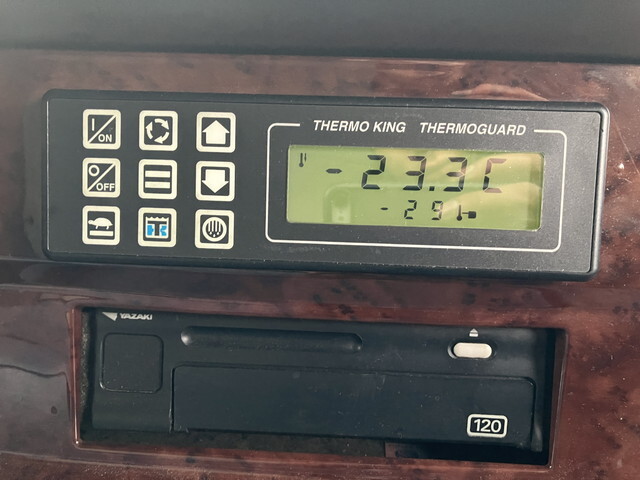 THERMO KING THERMOGUARD
I/ON
O/OFF
-23.3C
-29
YAZAKI
120